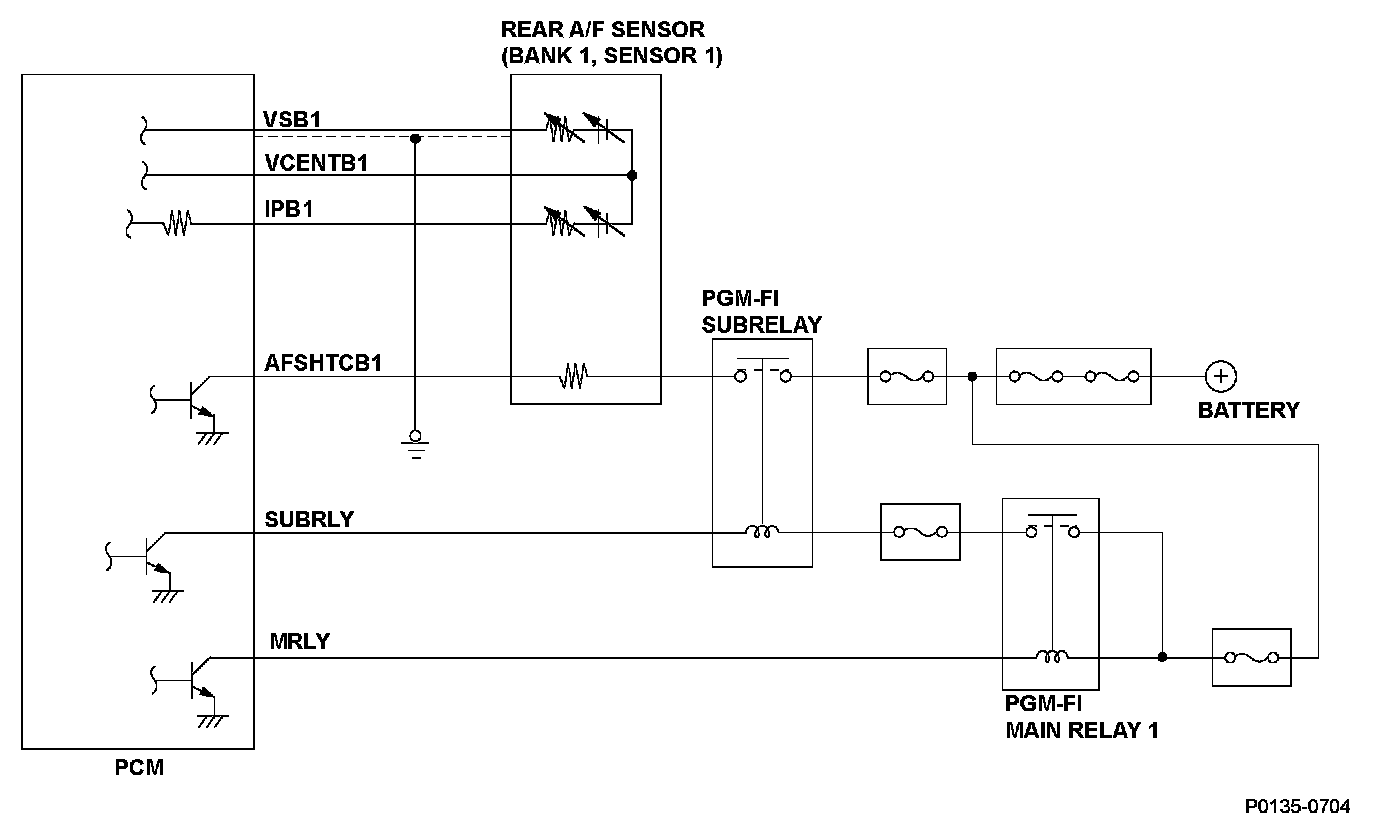 REAR A/F SENSOR
(BANK 1, SENSOR 1)
VSB1
VCENTB1
IPB1
PGM-FI
SUBRELAY
AFSHTCB1
BATTERY
SUBRLY
MRLY
PGM-FI
MAIN RELAY 1
PCM
P0135-0704